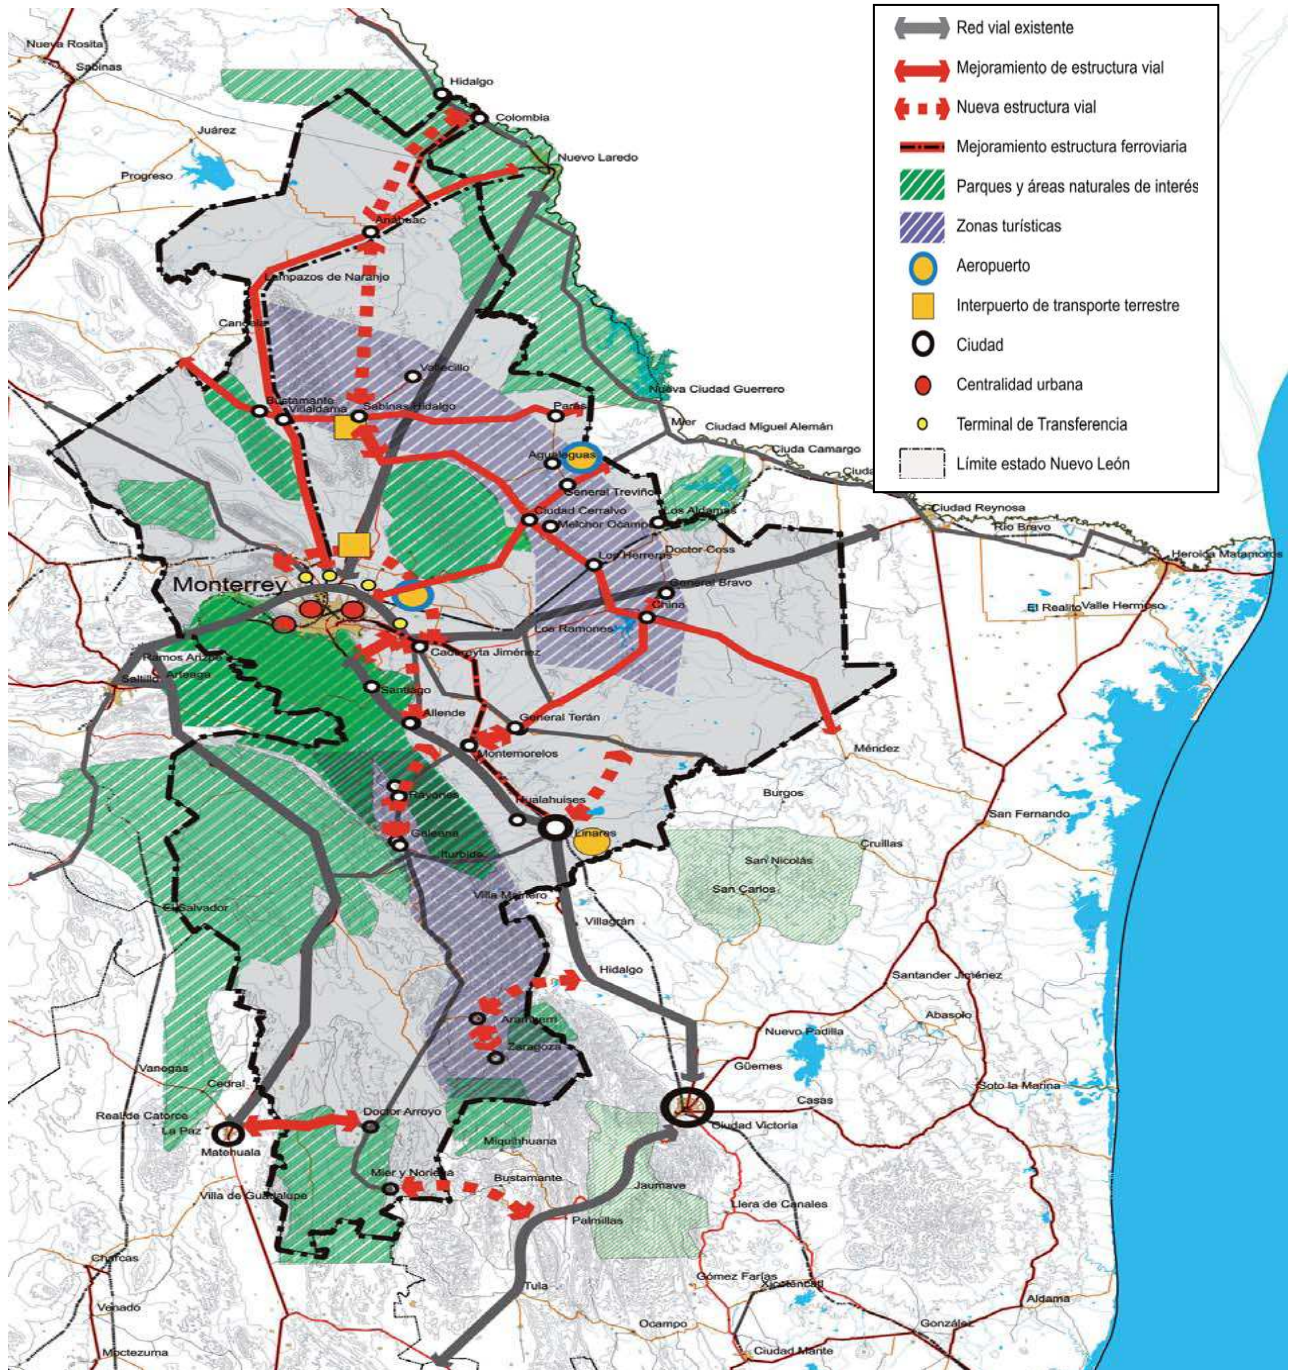 Red vial existente
Mejoramiento de estructura vial
Nueva estructura vial
Mejoramiento estructura ferroviaria
Parques y áreas naturales de interés
Zonas turísticas
Aeropuerto
Interpuerto de transporte terrestre
Ciudad
Centralidad urbana
Terminal de Transferencia
Límite estado Nuevo León
Nueva Rosita
Sabinas
Hidalgo
Colombia
Juárez
Nuevo Laredo
Progreso
Anáhuac
Lampazos de Naranjo
Candela
Vallecillo
Nueva Ciudad Guerrero
Bustamante
Villaldama
Sabinas Hidalgo
Parás
Mier
Ciudad Miguel Alemán
Agualeguas
Ciuda Camargo
Ciuda
General Treviño
Ciudad Cerralvo
Melchor Ocamp
Los Aldamas
Ciudad Reynosa
Río Bravo
Los Herreras
Doctor Coss
Heroica Matamoros
Monterrey
General Bravo
China
El Realito
Valle Hermoso
Los Ramones
Cadereyta Jiménez
Ramos Arizpe
Arteaga
Saltillo
Santiago
Allende
General Terán
Montemorelos
Méndez
Rayones
Burgos
Hualahuises
San Fernando
Galeana
Linares
Cruillas
Iturbide
San Nicolás
San Carlos
Villa Mainero
El Salvador
Villagrán
Hidalgo
Santander Jiménez
Aramberri
Abasolo
Nuevo Padilla
Zaragoza
Güemes
Vanegas
Cedral
Soto la Marina
Casas
Real de Catorce
La Paz
Doctor Arroyo
Ciudad Victoria
Matehuala
Miquihuana
Mier y Noriega
Bustamante
Jaumave
Villa de Guadalupe
Llera de Canales
Palmillas
Charcas
Gómez Farías
Xicoténcatl
Tula
Aldama
Venado
Ocampo
González
Moctezuma
Ciudad Mante